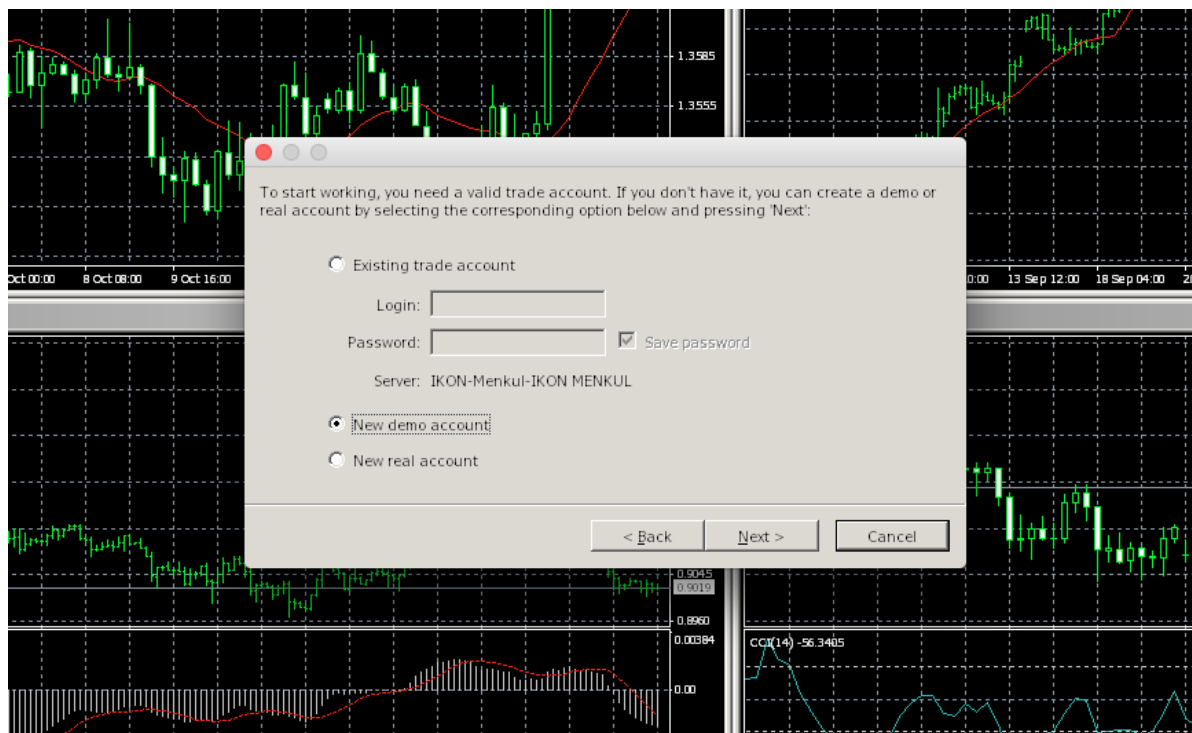 1.3585
1.3555
To start working, you need a valid trade account. If you don't have it, you can create a demo or
real account by selecting the corresponding option below and pressing 'Next':
Existing trade account
Oct 00:00 8 Oct 08:00 9 Oct 16:00
0:00 13 Sep 12:00 18 Sep 04:00
Login:
Password:
Save password
Server: IKON-Menkul-IKON MENKUL
New demo account
New real account
< Back Next > Cancel
0.9045
0.9019
0.8960
0.00384
CCI(14) -56.3405
0.00